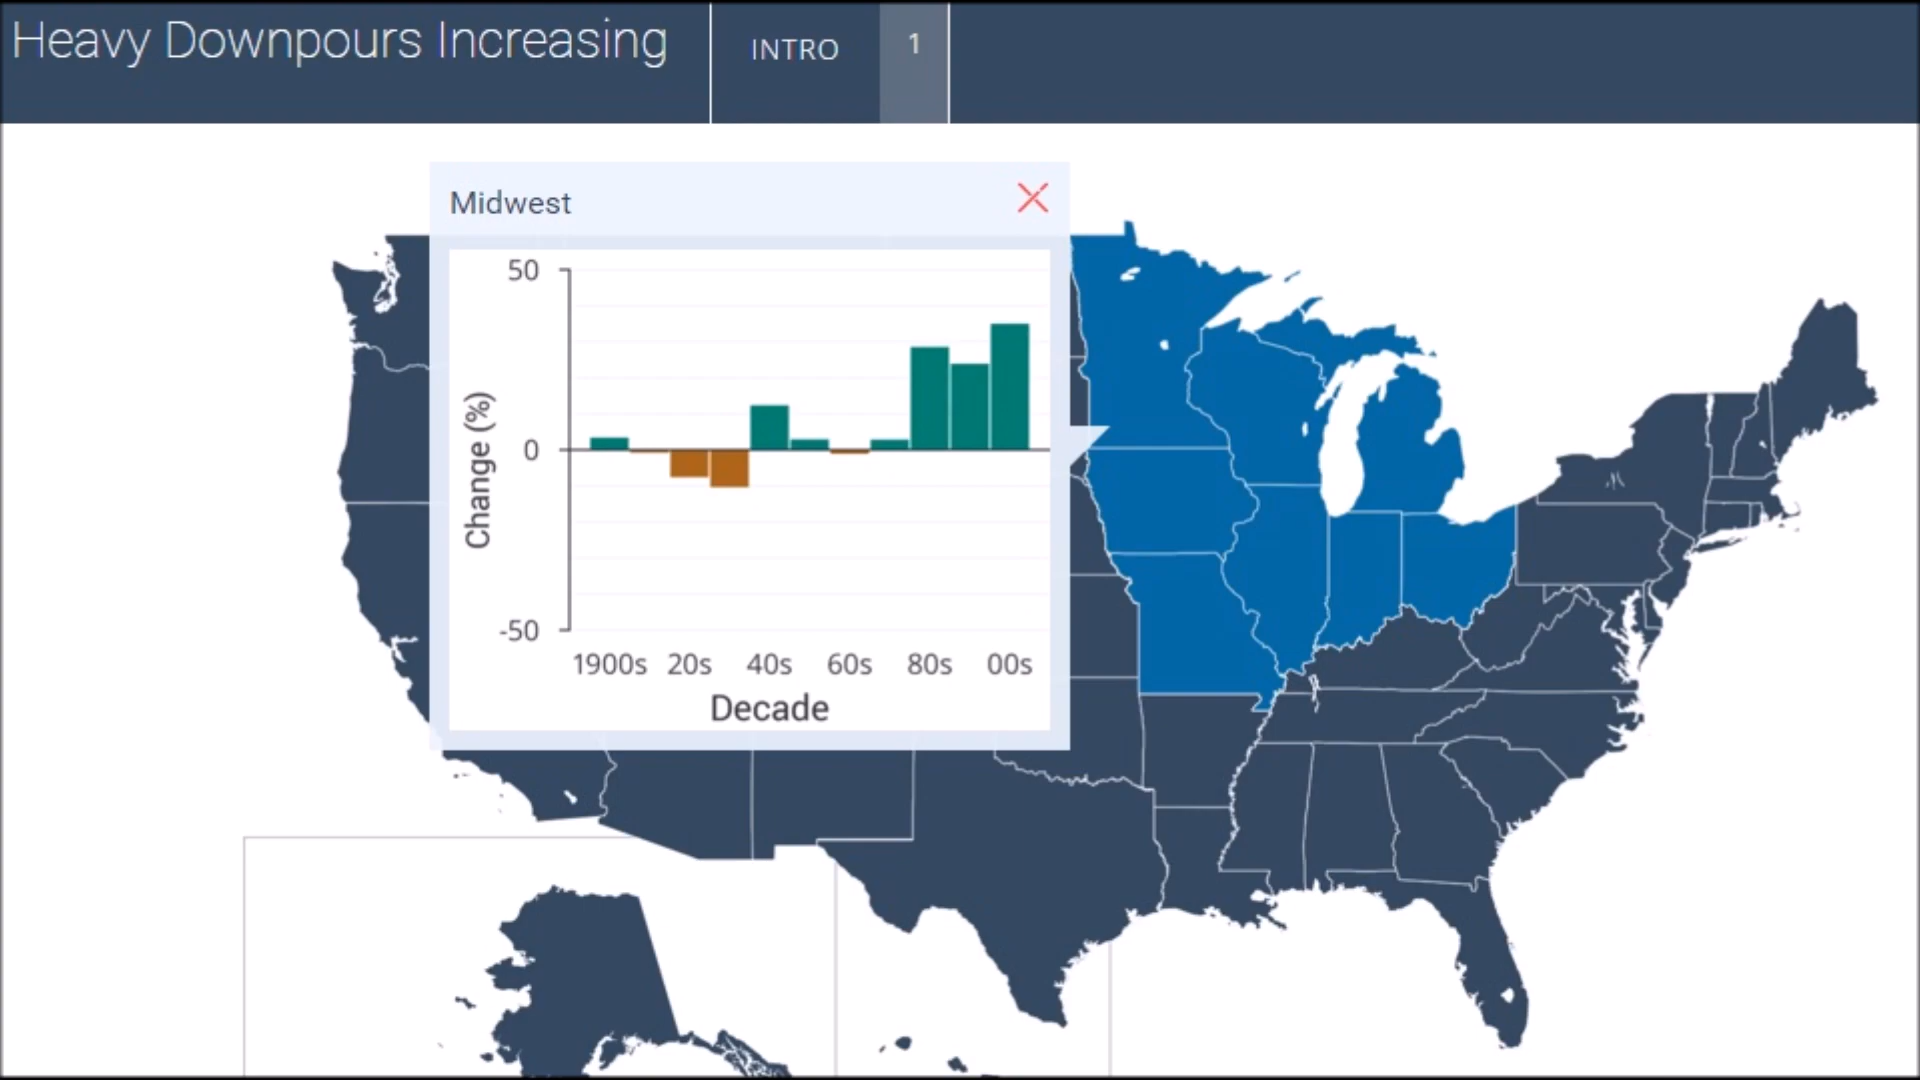 Heavy Downpours Increasing
INTRO
1
Midwest
50
0
-50
Change (%)
1900s 20s 40s 60s 80s 00s
Decade